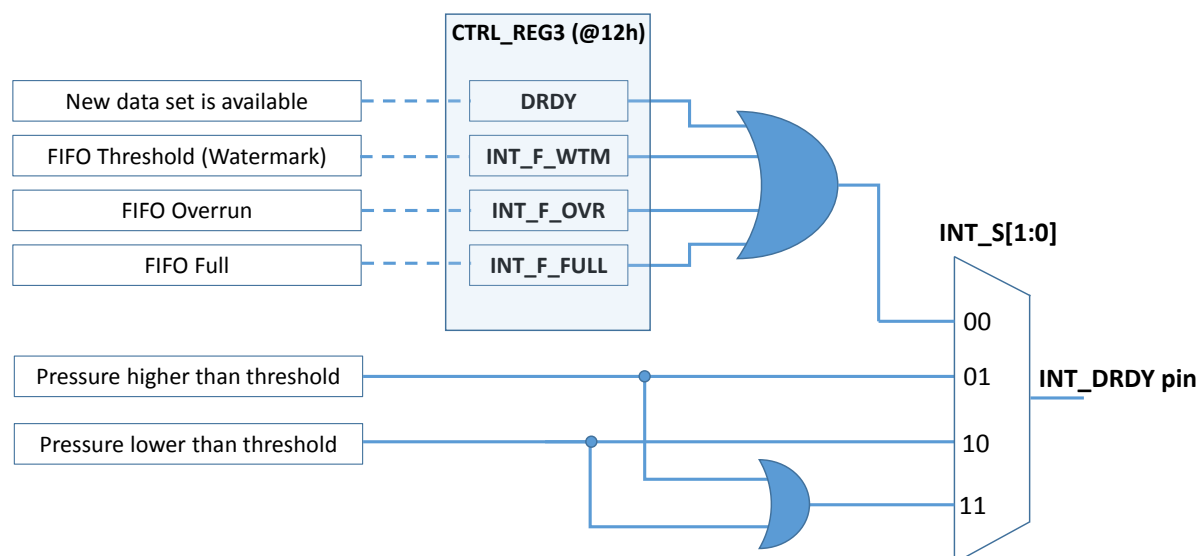 CTRL_REG3 (@12h)
New data set is available
DRDY
FIFO Threshold (Watermark)
INT_F_WTM
FIFO Overrun
INT_F_OVR
FIFO Full
INT_F_FULL
INT_S[1:0]
00
Pressure higher than threshold
01
INT_DRDY pin
Pressure lower than threshold
10
11